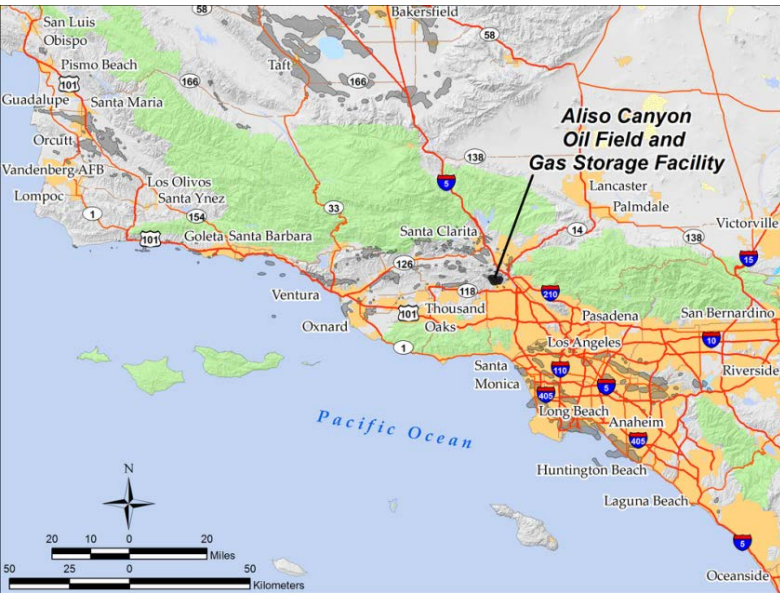 58
Bakersfield
San Luis
Obispo
58
Pismo Beach
Taft
101
166
166
Guadalupe
Santa Maria
Aliso Canyon
Oil Field and
Gas Storage Facility
Orcutt
138
Vandenberg AFB
5
Los Olivos
Lancaster
Lompoc
Santa Ynez
33
Palmdale
1
154
Victorville
101
Goleta
Santa Barbara
Santa Clarita
14
138
126
15
118
210
Ventura
101
Thousand
Oaks
Pasadena
San Bernardino
Oxnard
1
Los Angeles
10
Santa
Monica
110
Riverside
5
405
Long Beach
Anaheim
Pacific Ocean
405
Huntington Beach
N
Laguna Beach
20 10 0 20
Miles
5
50 25 0 50
Kilometers
Oceanside